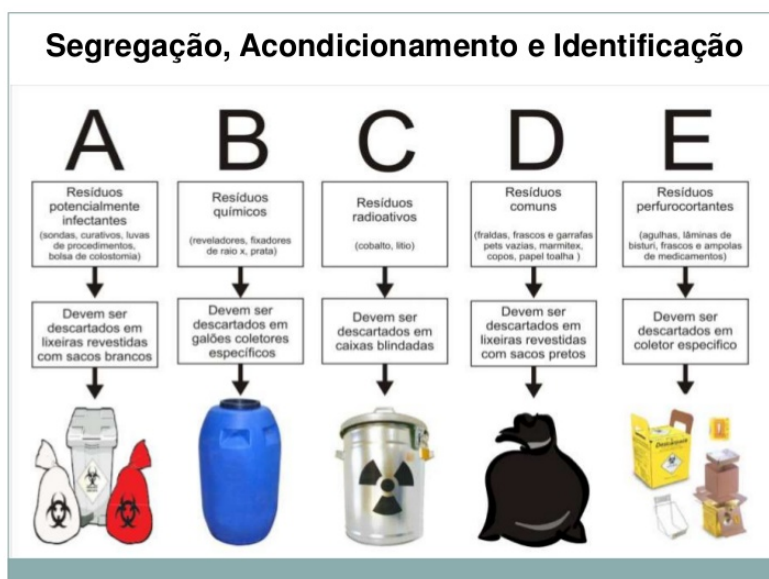 Segregação, Acondicionamento e Identificação
A
B
C
D
E
Resíduos
potencialmente
infectantes
(sondas, curativos, luvas
de procedimentos,
bolsa de colostomia)
Resíduos
químicos
(reveladores, fixadores
de raio x, prata)
Resíduos
radioativos
(cobalto, litio)
Resíduos
comuns
(fraldas, frascos e garrafas
pets vazias, marmitex,
copos, papel toalha )
Resíduos
perfurocortantes
(agulhas, lâminas de
bisturi, frascos e ampolas
de medicamentos)
Devem ser
descartados em
lixeiras revestidas
com sacos brancos
Devem ser
descartados em
galões coletores
específicos
Devem ser
descartados em
caixas blindadas
Devem ser
descartados em
lixeiras revestidas
com sacos pretos
Devem ser
descartados em
coletor especifico